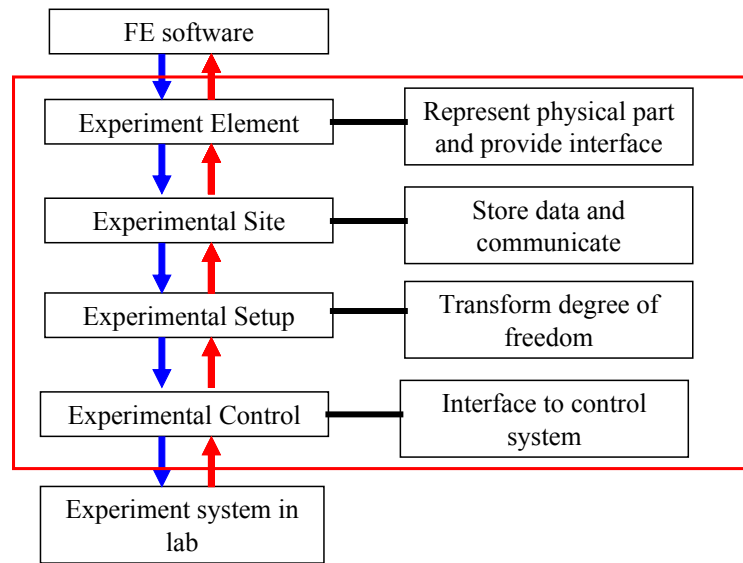 FE software
Experiment Element
Represent physical part
and provide interface
Experimental Site
Store data and
communicate
Experimental Setup
Transform degree of
freedom
Experimental Control
Interface to control
system
Experiment system in
lab